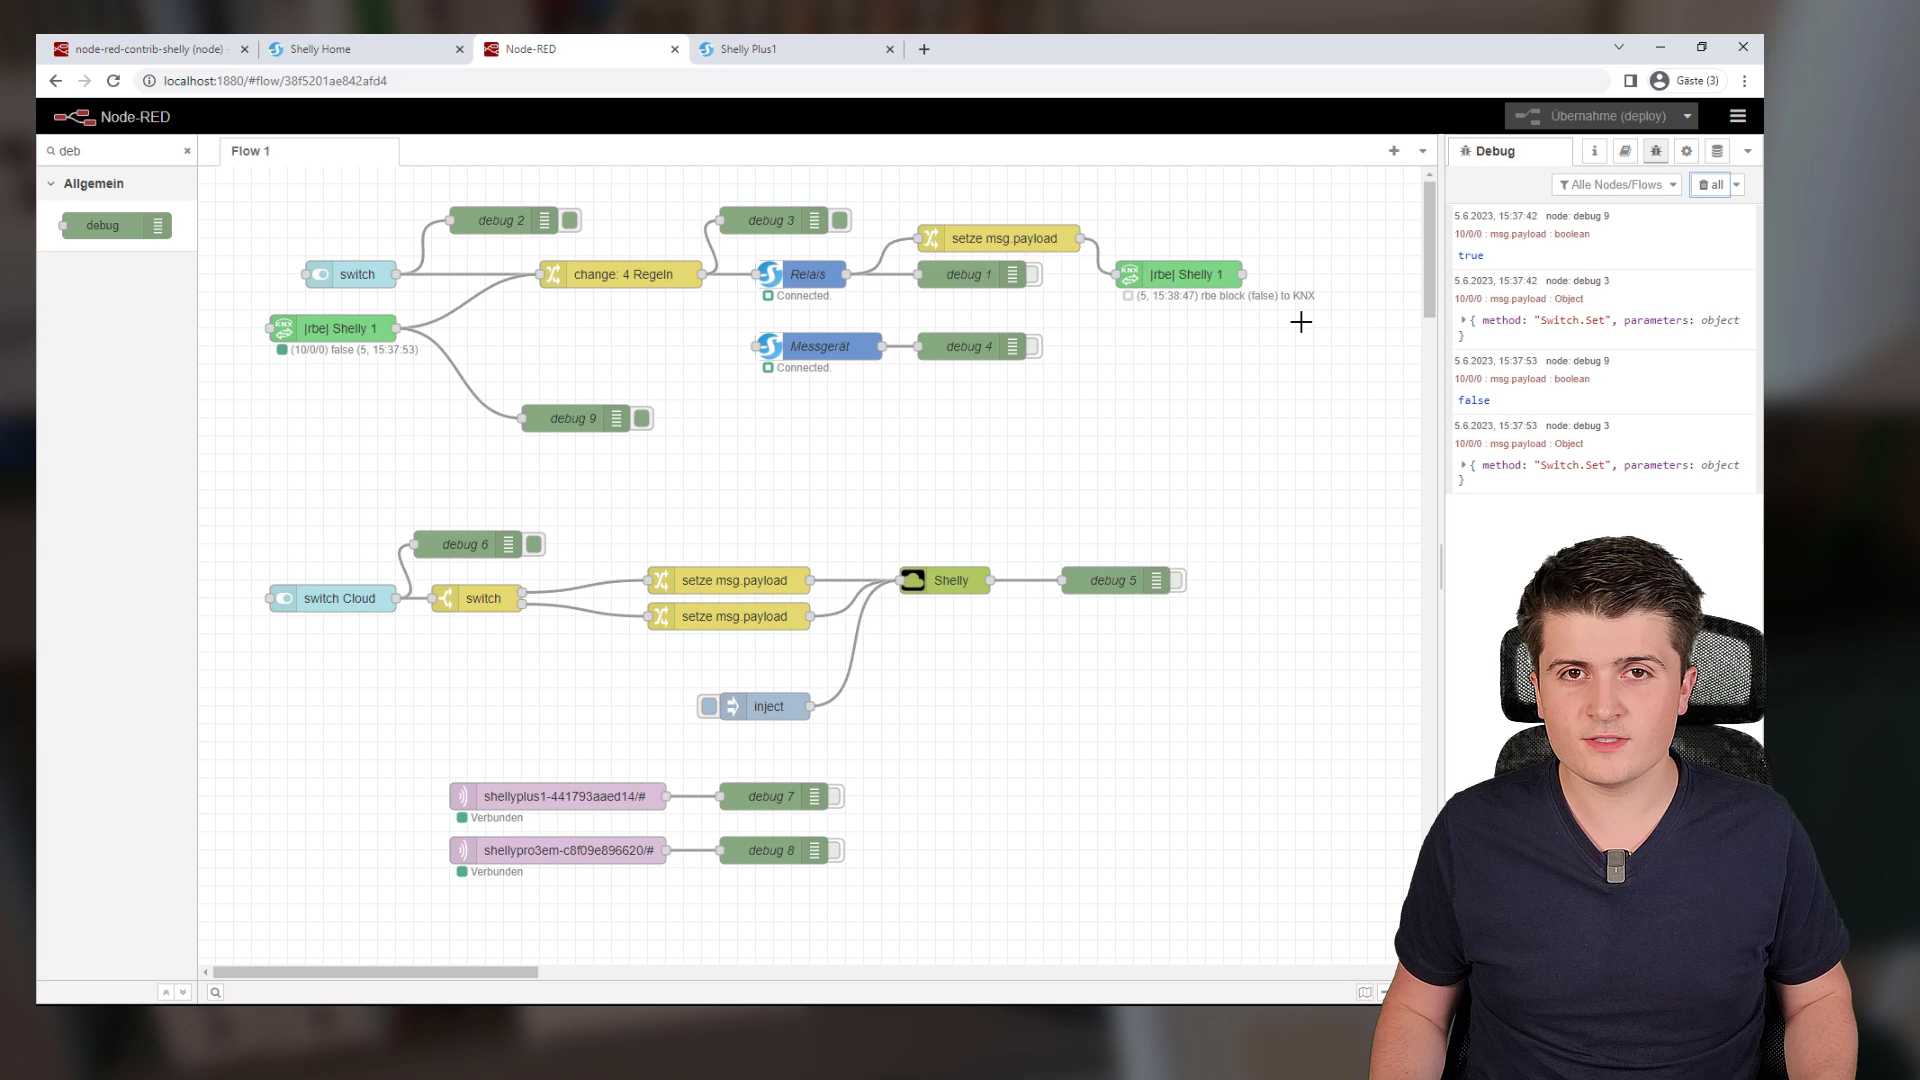 node-red-contrib-shelly (node) -
Shelly Home
Node-RED
Shelly Plus1
localhost:1880/#flow/38f5201ae842afd4
Gäste (3)
Node-RED
Übernahme (deploy)
deb
Flow 1
Debug
Allgemein
Alle Nodes/Flows
all
debug
debug 2
debug 3
setze msg.payload
switch
change: 4 Regeln
Relais
debug 1
|rbe| Shelly 1
Connected.
(5, 15:38:47) rbe block (false) to KNX
KNX
KNX
|rbe| Shelly 1
(10/0/0) false (5, 15:37:53)
Messgerät
debug 4
Connected.
debug 9
debug 6
switch Cloud
switch
setze msg.payload
setze msg.payload
Shelly
debug 5
inject
shellyplus1-441793aaed14/#
debug 7
Verbunden
shellypro3em-c8f09e896620/#
debug 8
Verbunden
5.6.2023, 15:37:42 node: debug 9
10/0/0 : msg.payload : boolean
true
5.6.2023, 15:37:42 node: debug 3
10/0/0 : msg.payload : Object
{ method: "Switch.Set", parameters: object
}
5.6.2023, 15:37:53 node: debug 9
10/0/0 : msg.payload : boolean
false
5.6.2023, 15:37:53 node: debug 3
10/0/0 : msg.payload : Object
{ method: "Switch.Set", parameters: object
}